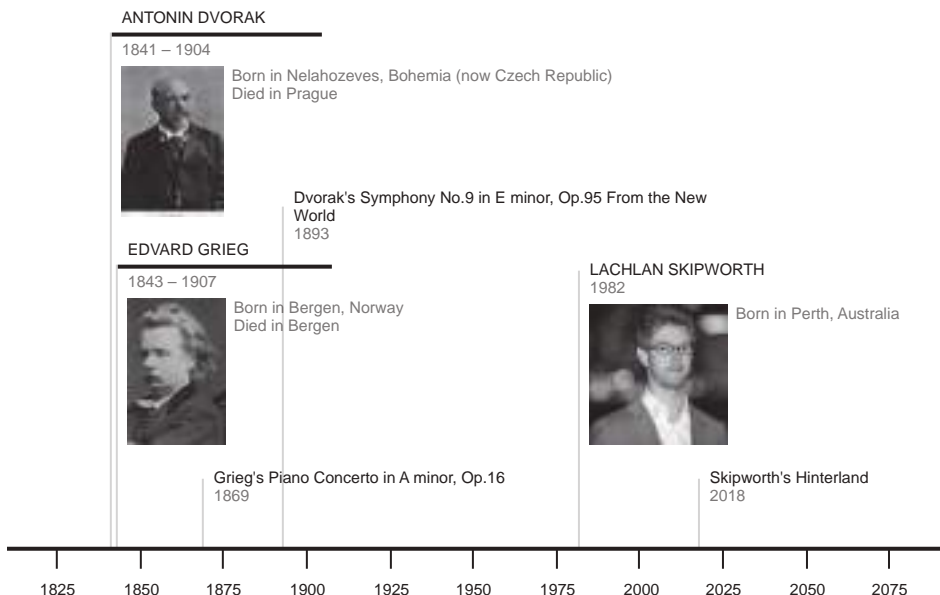 ANTONIN DVORAK
1841 – 1904
Born in Nelahozeves, Bohemia (now Czech Republic)
Died in Prague
Dvorak's Symphony No.9 in E minor, Op.95 From the New
World
1893
EDVARD GRIEG
1843 – 1907
Born in Bergen, Norway
Died in Bergen
LACHLAN SKIPWORTH
1982
Born in Perth, Australia
Grieg's Piano Concerto in A minor, Op.16
1869
Skipworth's Hinterland
2018
1825 1850 1875 1900 1925 1950 1975 2000 2025 2050 2075